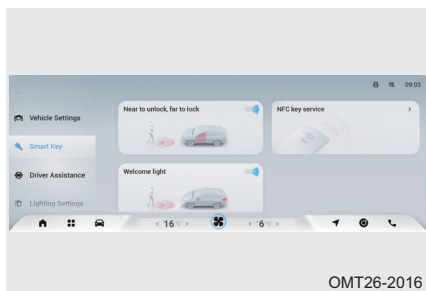 09:03
Vehicle Settings
Near to unlock, far to lock
NFC key service
Smart Key
Driver Assistance
Welcome light
Lighting Settings
16
OMT26-2016